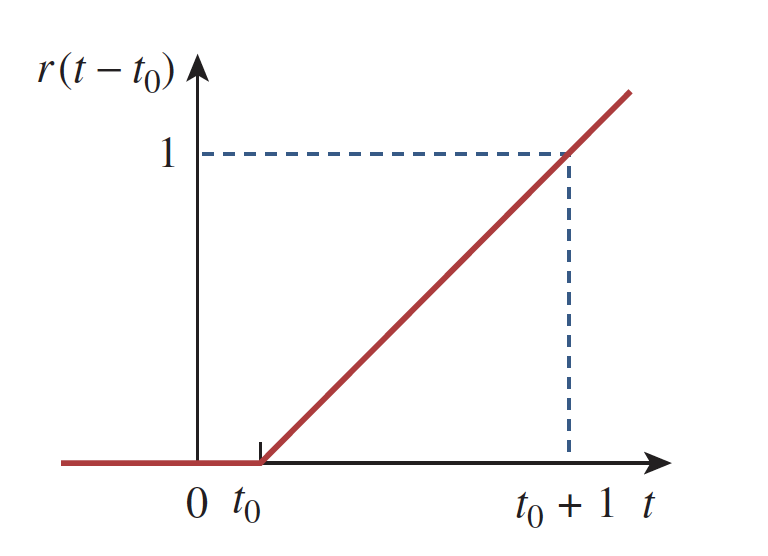 r(t − t₀)
1
0 t₀ t₀ + 1 t